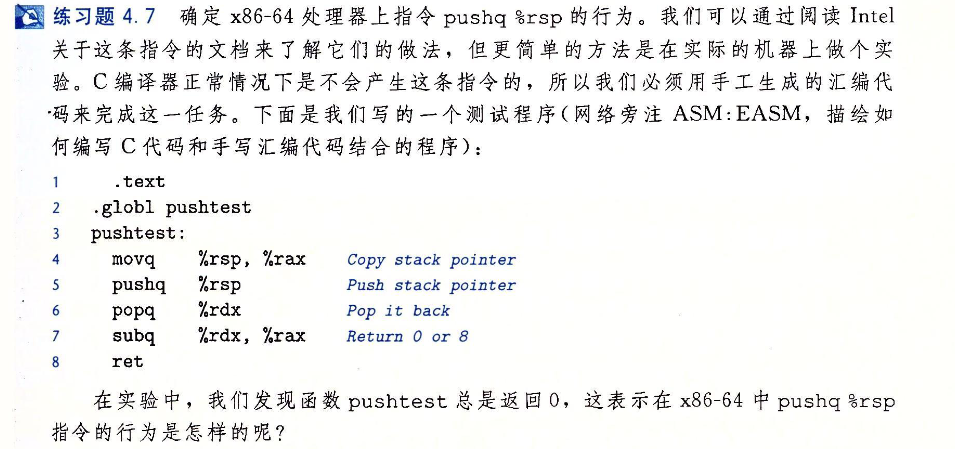 练习题 4.7 确定 x86-64 处理器上指令 pushq %rsp 的行为。我们可以通过阅读 Intel
关于这条指令的文档来了解它们的做法，但更简单的方法是在实际的机器上做个实
验。C 编译器正常情况下是不会产生这条指令的，所以我们必须用手工生成的汇编代
码来完成这一任务。下面是我们写的一个测试程序(网络旁注 ASM:EASM，描绘如
何编写 C 代码和手写汇编代码结合的程序)：
1 .text
2 .globl pushtest
3 pushtest:
4 movq %rsp, %rax Copy stack pointer
5 pushq %rsp Push stack pointer
6 popq %rdx Pop it back
7 subq %rdx, %rax Return 0 or 8
8 ret
在实验中，我们发现函数 pushtest 总是返回 0，这表示在 x86-64 中 pushq %rsp
指令的行为是怎样的呢？